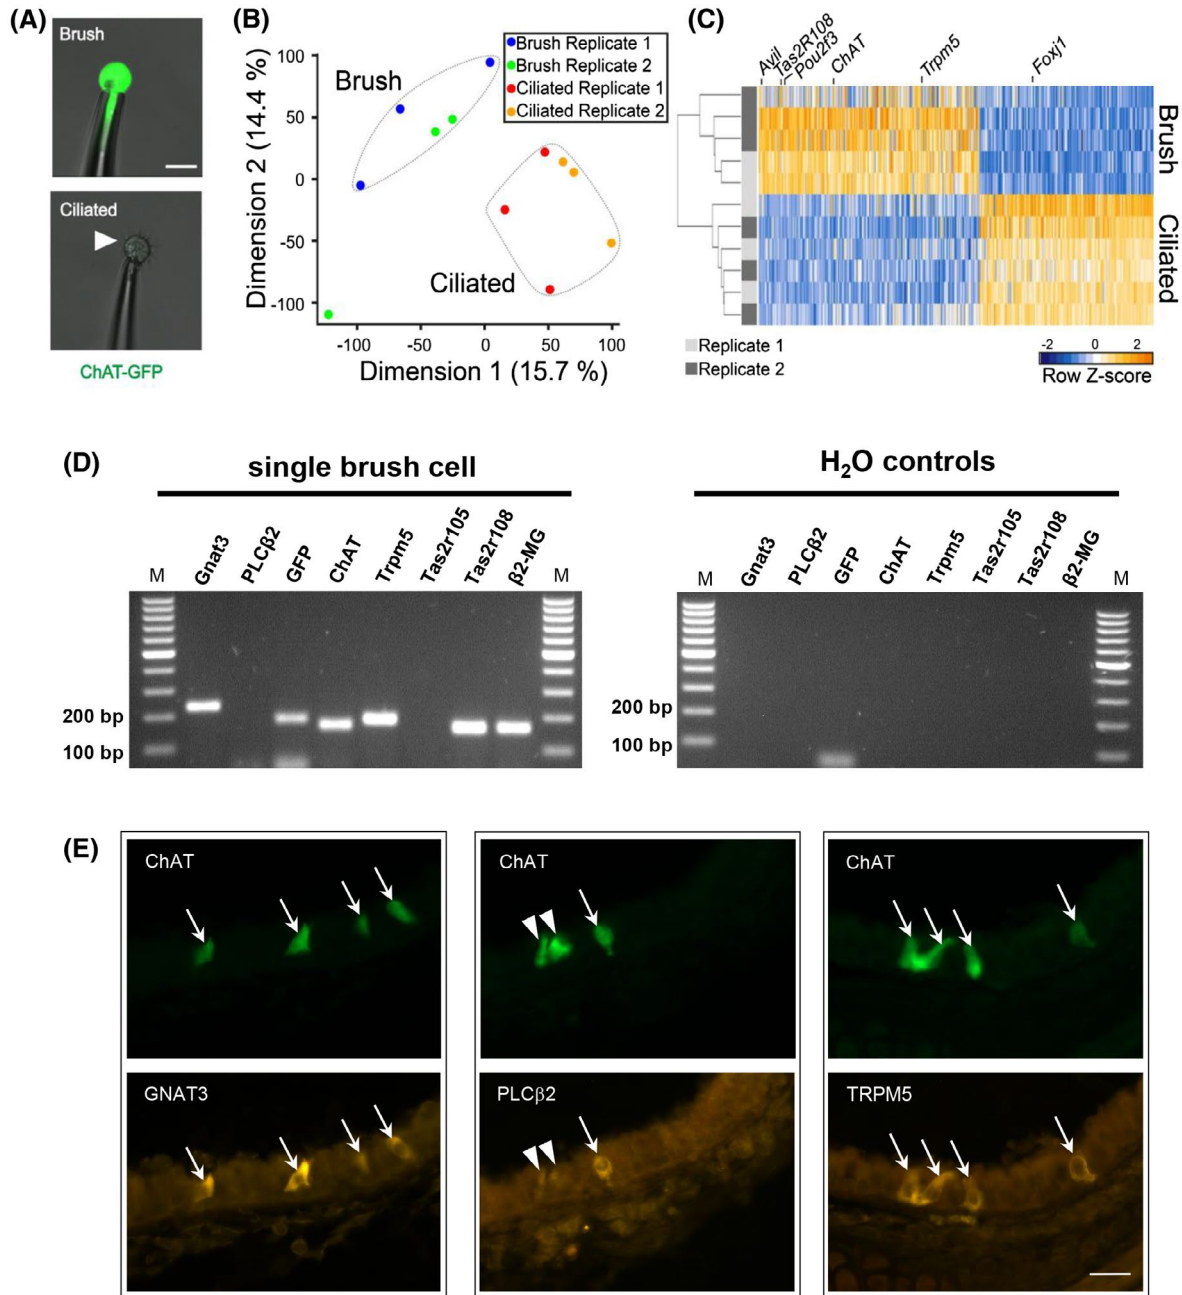 (A)
Brush
Ciliated
ChAT-GFP
(B)
Brush Replicate 1
Brush Replicate 2
Ciliated Replicate 1
Ciliated Replicate 2
Brush
Ciliated
100
50
0
-50
-100
Dimension 2 (14.4 %)
-100
-50
0
50
100
Dimension 1 (15.7 %)
(C)
Avil
Tas2R108
Pou2f3
ChAT
Trpm5
Foxj1
Brush
Ciliated
Replicate 1
Replicate 2
-2
0
2
Row Z-score
(D)
single brush cell
M
Gnat3
PLCβ2
GFP
ChAT
Trpm5
Tas2r105
Tas2r108
β2-MG
M
200 bp
100 bp
H₂O controls
M
Gnat3
PLCβ2
GFP
ChAT
Trpm5
Tas2r105
Tas2r108
β2-MG
M
200 bp
100 bp
(E)
ChAT
ChAT
ChAT
GNAT3
PLCβ2
TRPM5